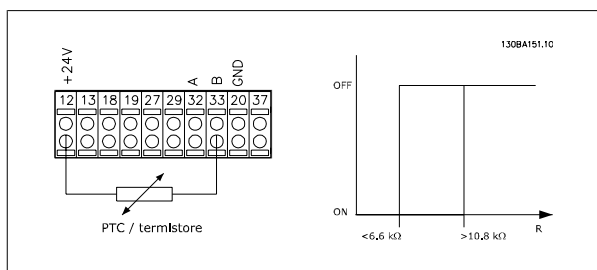 130BA151.10
+24V
A
B
GND
12 13 18 19 27 29 32 33 20 37
PTC / termistore
OFF
ON
<6.6 kΩ
>10.8 kΩ
R